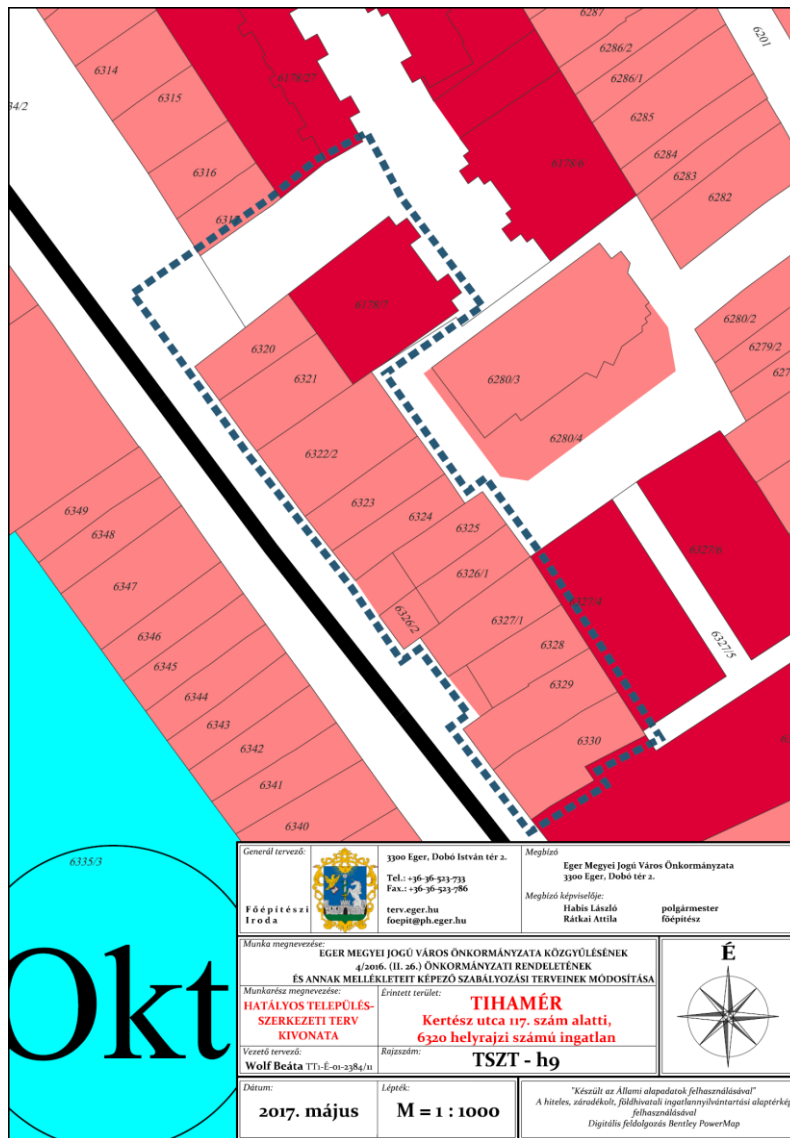 6287
6286/2
6201
6314
6286/1
6178/27
6315
34/2
6285
6284
6178/6
6316
6283
6282
6178/7
6280/2
6320
6279/2
6321
6280/3
6280/4
6322/2
6323
6349
6324
6325
6348
6326/1
6347
6327/6
6327/4
6326/2
6327/1
6346
6328
6327/5
6345
6329
6344
6343
6330
6342
6341
6340
6335/3
Okt
Generál tervező:
Főépítészi
Iroda
3300 Eger, Dobó István tér 2.
Tel.: +36-36-523-733
Fax.: +36-36-523-786
terv.eger.hu
foepit@ph.eger.hu
Megbízó
Eger Megyei Jogú Város Önkormányzata
3300 Eger, Dobó tér 2.
Megbízó képviselője:
Habis László polgármester
Rátkai Attila főépítész
Munka megnevezése:
EGER MEGYEI JOGÚ VÁROS ÖNKORMÁNYZATA KÖZGYŰLÉSÉNEK
4/2016. (II. 26.) ÖNKORMÁNYZATI RENDELETÉNEK
ÉS ANNAK MELLÉKLETEIT KÉPEZŐ SZABÁLYOZÁSI TERVEINEK MÓDOSÍTÁSA
Munkarész megnevezése:
HATÁLYOS TELEPÜLÉS-
SZERKEZETI TERV
KIVONATA
Érintett terület:
TIHAMÉR
Kertész utca 117. szám alatti,
6320 helyrajzi számú ingatlan
Vezető tervező:
Wolf Beáta TT1-É-01-2384/11
Rajzszám:
TSZT - h9
É
Dátum:
2017. május
Lépték:
M = 1 : 1000
"Készült az Állami alapadatok felhasználásával"
A hiteles, záradékolt, földhivatali ingatlannyilvántartási alaptérkép
felhasználásával
Digitális feldolgozás Bentley PowerMap